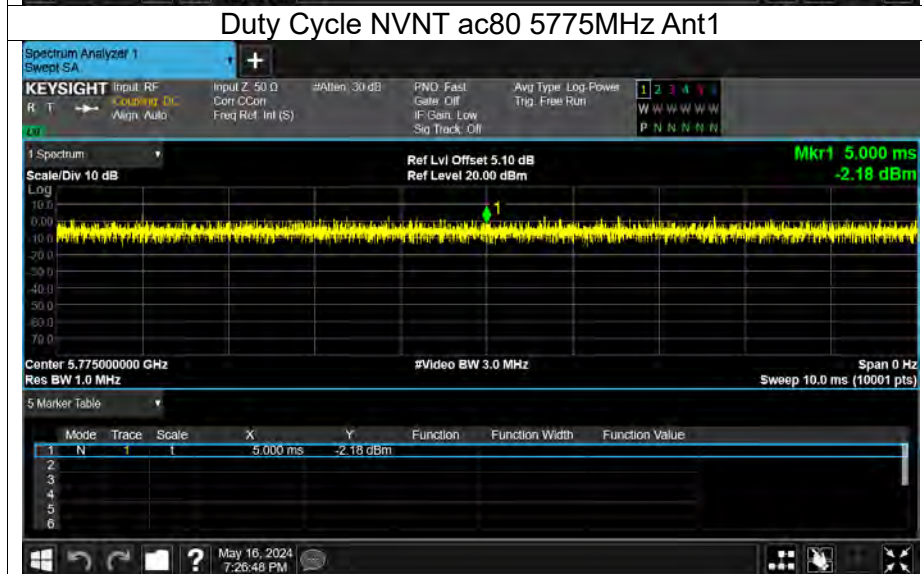 Duty Cycle NVNT ac80 5775MHz Ant1
Spectrum Analyzer 1
Swept SA
+
KEYSIGHT Input: RF Input Z: 50 Ω #Atten: 30 dB PNO: Fast Avg Type: Log-Power 1 2 3 4 5 6
R T Coupling: DC Corr CCorr Gate: Off Trig: Free Run W W W W W W
Align: Auto Freq Ref: Int (S) IF Gain: Low
Sig Track: Off P N N N N N
1 Spectrum
Ref Lvl Offset 5.10 dB Mkr1 5.000 ms
Scale/Div 10 dB Ref Level 20.00 dBm -2.18 dBm
Log
10.0
1
0.00
-10.0
-20.0
-30.0
-40.0
-50.0
-60.0
-70.0
Center 5.775000000 GHz #Video BW 3.0 MHz Span 0 Hz
Res BW 1.0 MHz Sweep 10.0 ms (10001 pts)
5 Marker Table
Mode Trace Scale X Y Function Function Width Function Value
1 N 1 t 5.000 ms -2.18 dBm
2
3
4
5
6
? May 16, 2024
7:26:48 PM